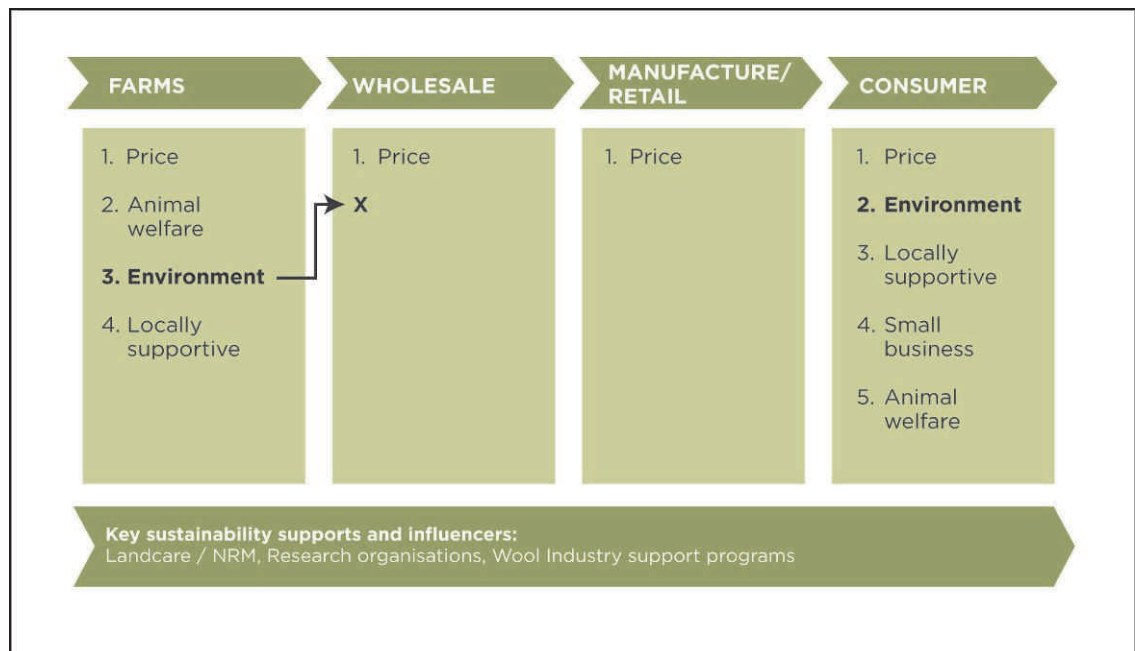 FARMS
WHOLESALE
MANUFACTURE/
RETAIL
CONSUMER
1. Price
2. Animal
welfare
3. Environment
4. Locally
supportive
1. Price
X
1. Price
1. Price
2. Environment
3. Locally
supportive
4. Small
business
5. Animal
welfare
Key sustainability supports and influencers:
Landcare / NRM, Research organisations, Wool Industry support programs